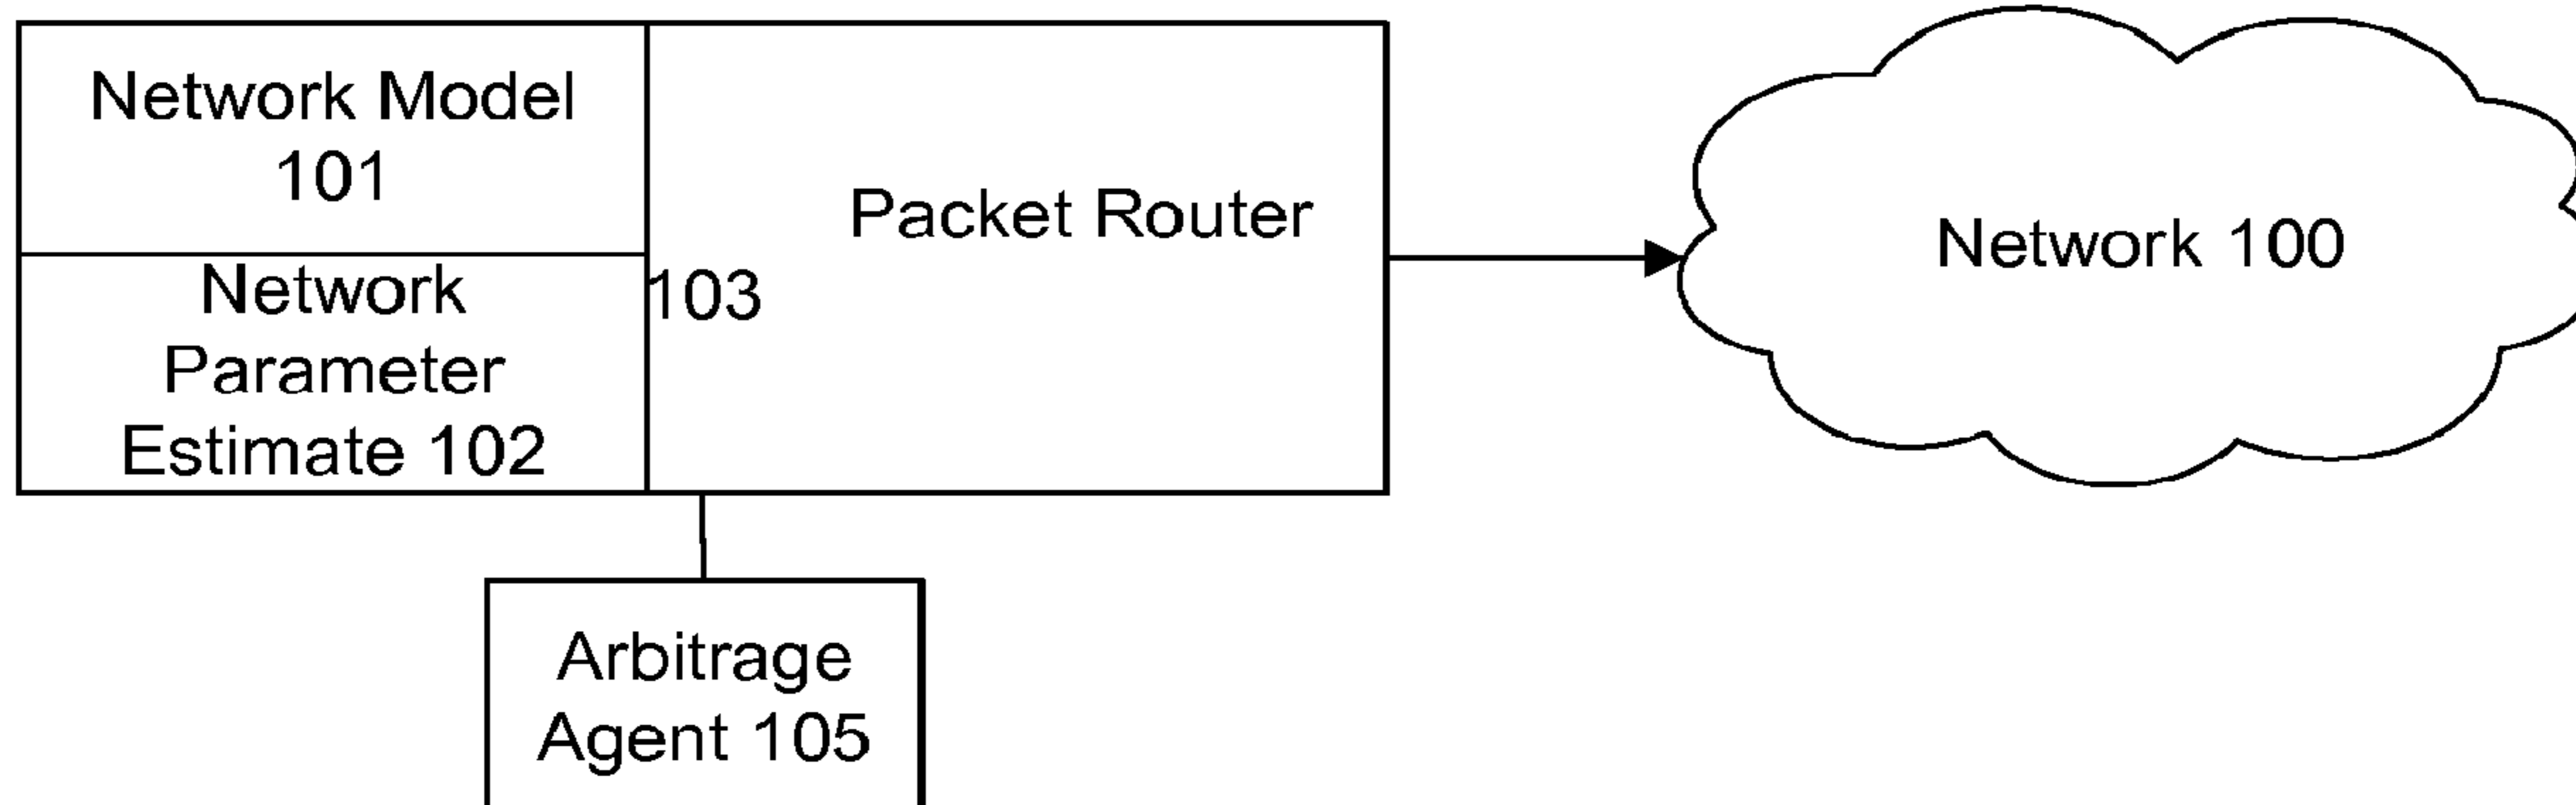 Network Model
101
Network
Parameter
Estimate 102
Packet Router
103
Network 100
Arbitrage
Agent 105